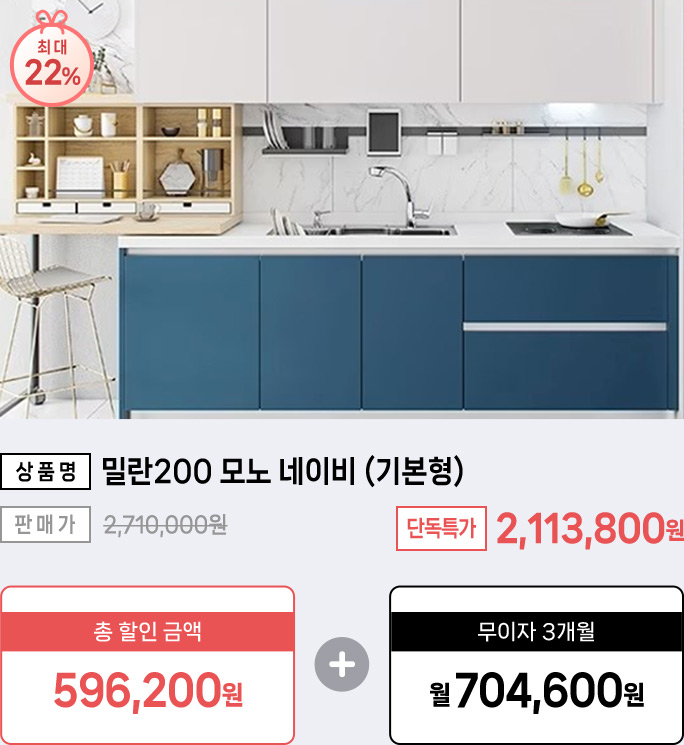 최대
22%
상품명 밀란200 모노 네이비 (기본형)
판매가 2,710,000원 단독특가 2,113,800원
총 할인 금액
596,200원
+
무이자 3개월
월 704,600원